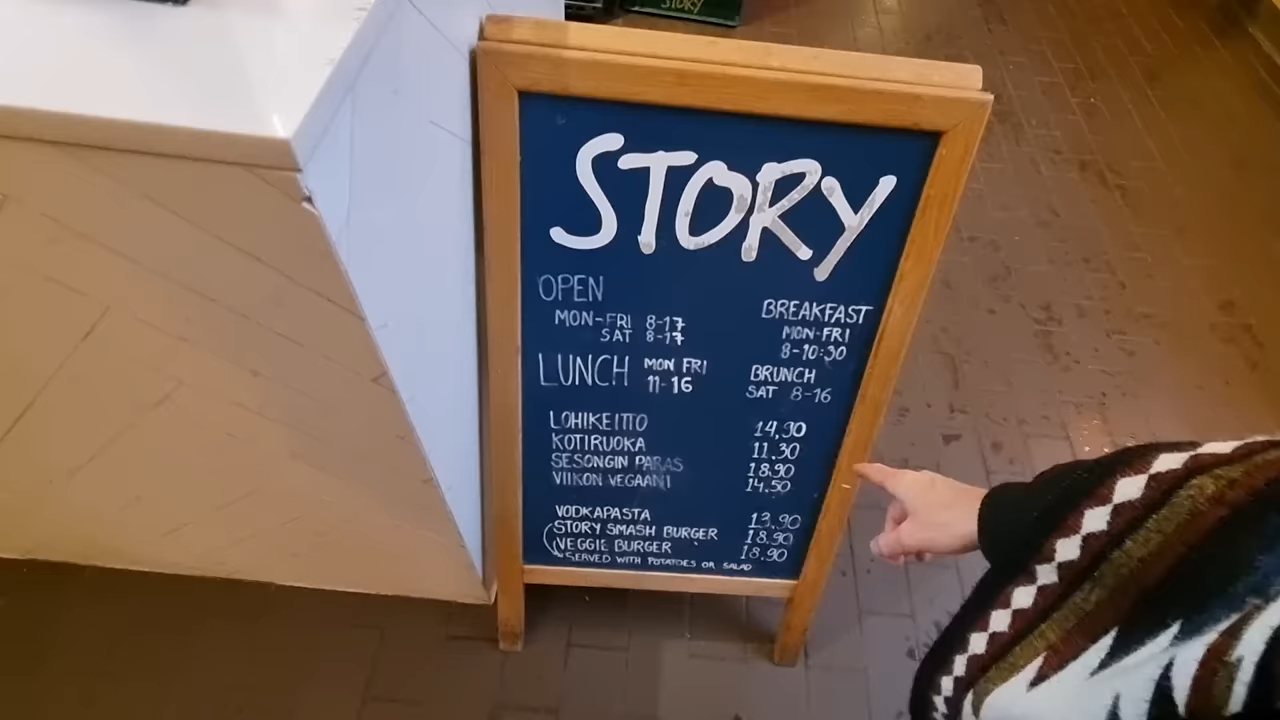 STORY
STORY
OPEN
MON-FRI 8-17
SAT 8-17
LUNCH MON FRI
11-16
BREAKFAST
MON-FRI
8-10:30
BRUNCH
SAT 8-16
LOHIKEITTO 14,90
KOTIRUOKA 11.30
SESONGIN PARAS 18.90
VIIKON VEGAANI 14.50
VODKAPASTA 13.90
STORY SMASH BURGER 18.90
VEGGIE BURGER 18.90
*SERVED WITH POTATOES OR SALAD